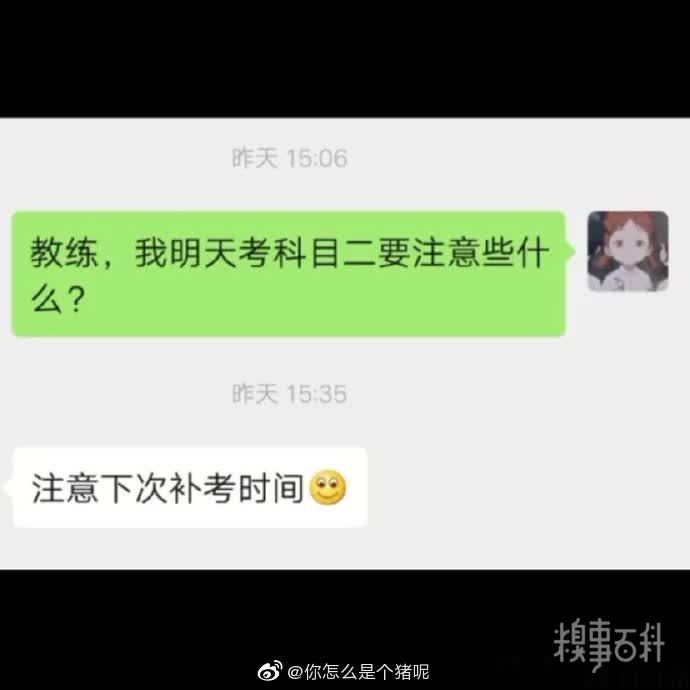 昨天 15:06
教练，我明天考科目二要注意些什
么？
昨天 15:35
注意下次补考时间
糗事百科
@你怎么是个猪呢